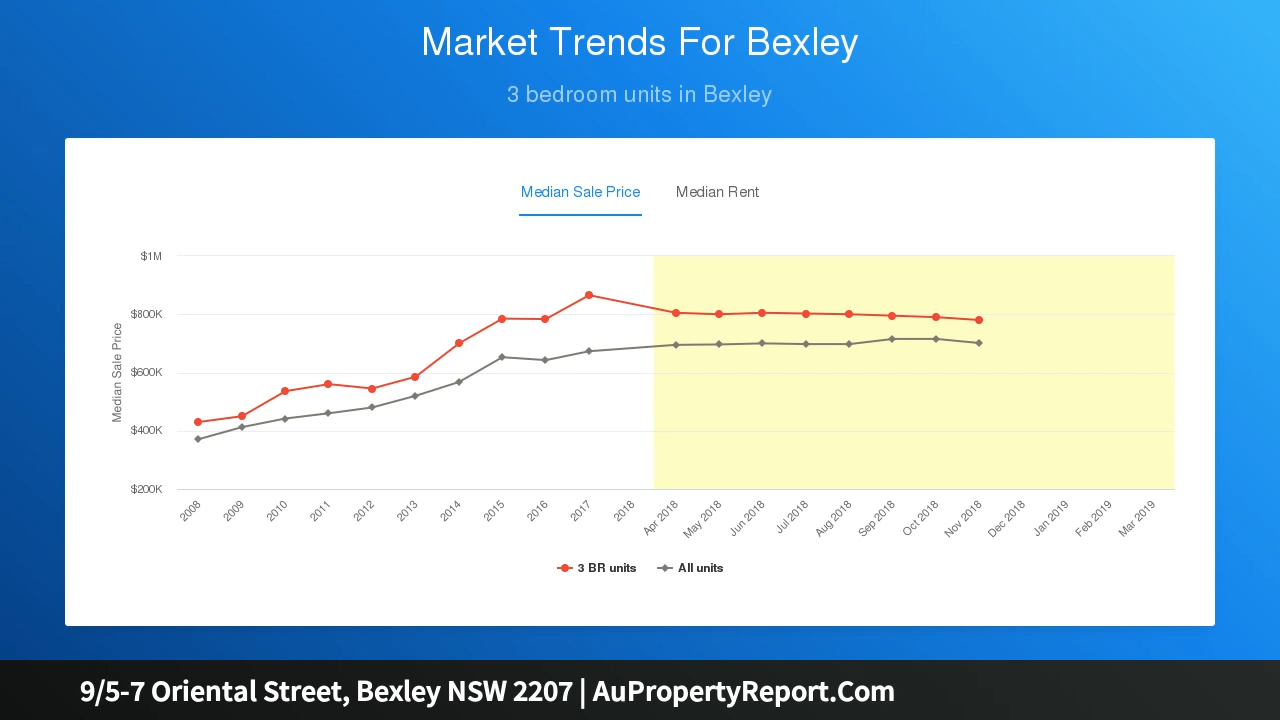 Market Trends For Bexley
3 bedroom units in Bexley
Median Sale Price
Median Rent
Median Sale Price
$1M
$800K
$600K
$400K
$200K
2008
2009
2010
2011
2012
2013
2014
2015
2016
2017
2018
Apr 2018
May 2018
Jun 2018
Jul 2018
Aug 2018
Sep 2018
Oct 2018
Nov 2018
Dec 2018
Jan 2019
Feb 2019
Mar 2019
3 BR units
All units
9/5-7 Oriental Street, Bexley NSW 2207 | AuPropertyReport.Com